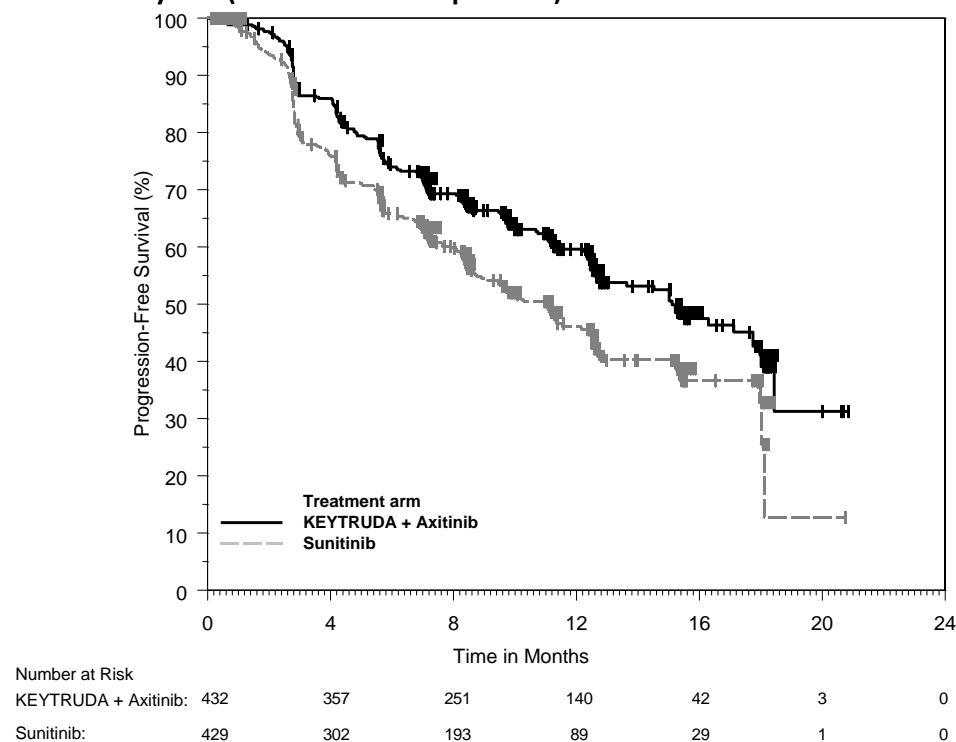 100
90
80
70
60
50
40
30
20
10
0
Progression-Free Survival (%)
Treatment arm
KEYTRUDA + Axitinib
Sunitinib
0 4 8 12 16 20 24
Time in Months
Number at Risk
KEYTRUDA + Axitinib: 432 357 251 140 42 3 0
Sunitinib: 429 302 193 89 29 1 0